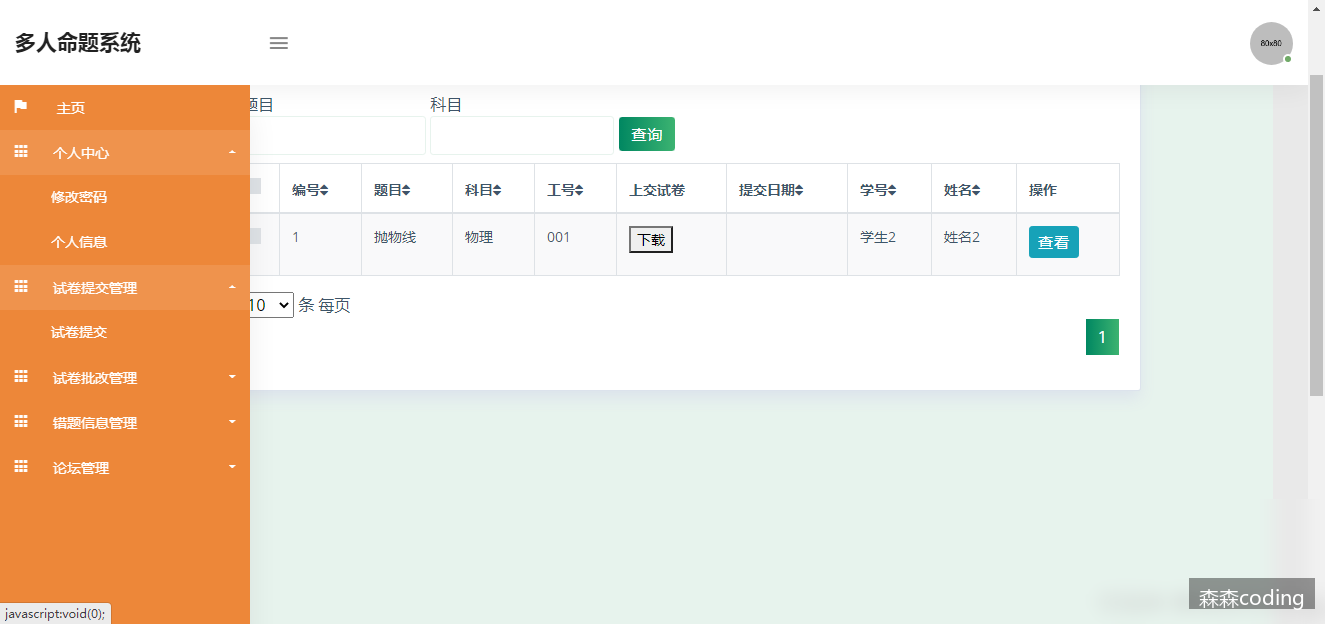 多人命题系统
80x80
主页
个人中心
修改密码
个人信息
试卷提交管理
试卷提交
试卷批改管理
错题信息管理
论坛管理
题目 科目
查询
编号 题目 科目 工号 上交试卷 提交日期 学号 姓名 操作
1 抛物线 物理 001 下载 学生2 姓名2 查看
10 条 每页
1
javascript:void(0);
森森coding